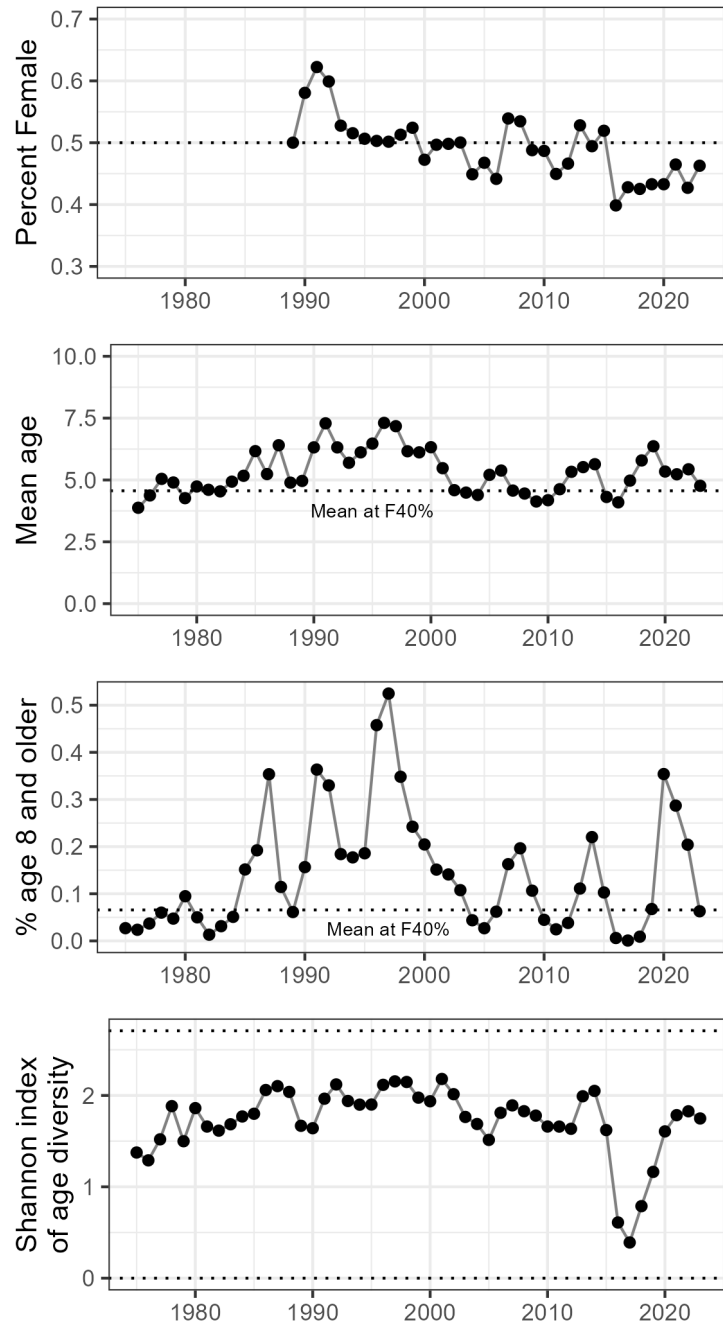 Percent Female
0.7
0.6
0.5
0.4
0.3
1980 1990 2000 2010 2020
Mean age
10.0
7.5
5.0
2.5
0.0
Mean at F40%
1980 1990 2000 2010 2020
% age 8 and older
0.5
0.4
0.3
0.2
0.1
0.0
Mean at F40%
1980 1990 2000 2010 2020
Shannon index
of age diversity
2
1
0
1980 1990 2000 2010 2020